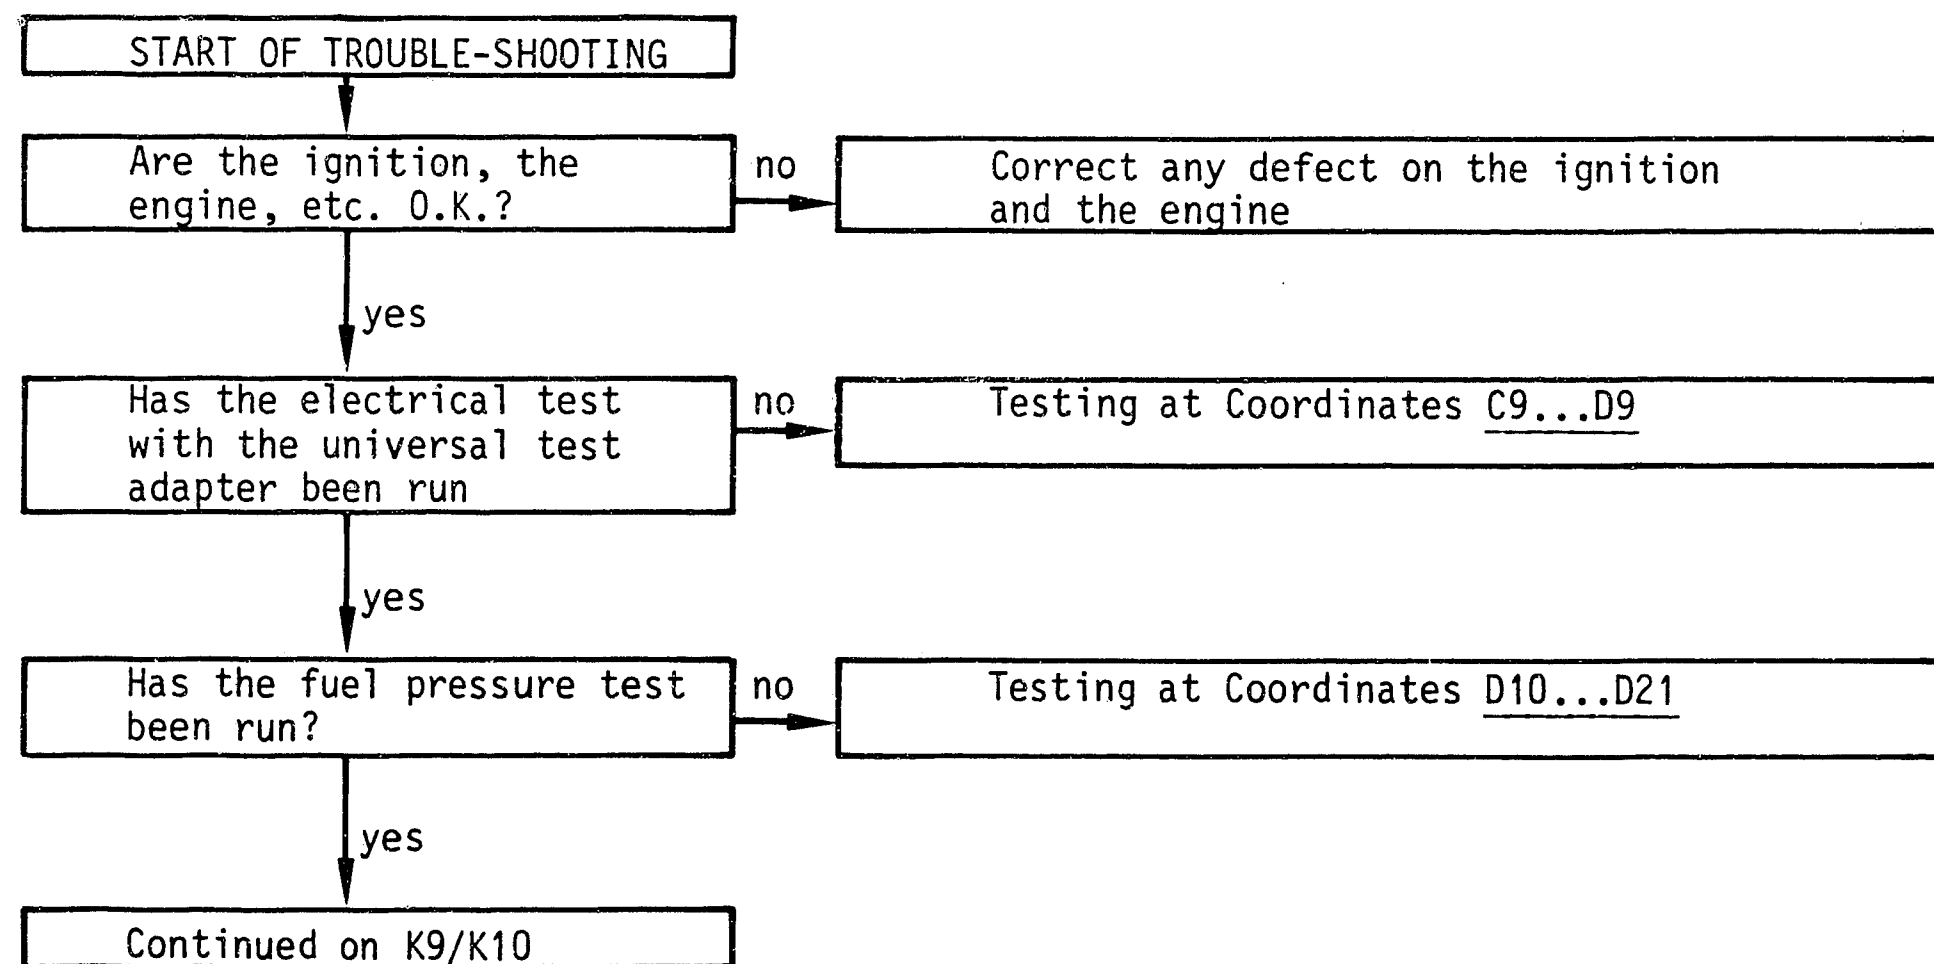 START OF TROUBLE-SHOOTING
Are the ignition, the
engine, etc. O.K.?
no
Correct any defect on the ignition
and the engine
yes
Has the electrical test
with the universal test
adapter been run
no
Testing at Coordinates C9...D9
yes
Has the fuel pressure test
been run?
no
Testing at Coordinates D10...D21
yes
Continued on K9/K10